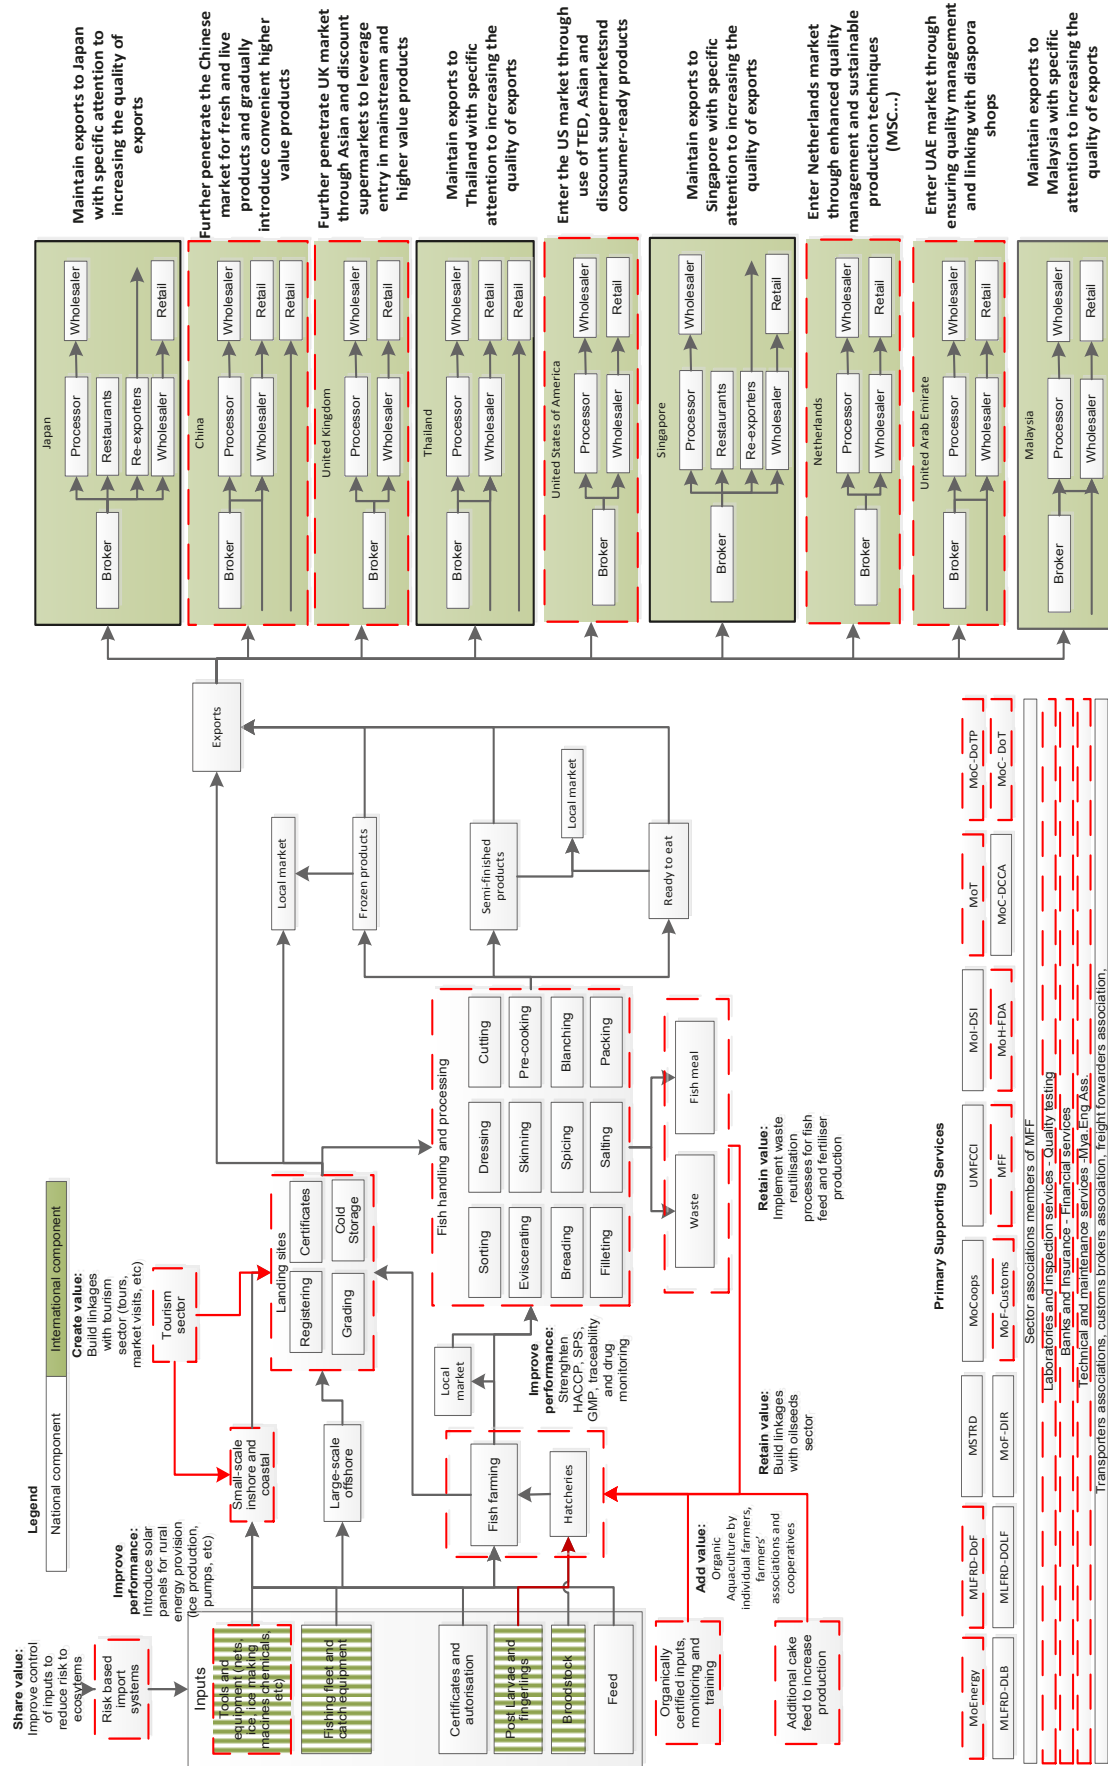 Legend
National component
International component
Share value:
Improve control
of inputs to
reduce risk to
ecosytems
Risk based
import
systems
Improve
performance:
Introduce solar
panels for rural
energy provision
(ice production,
pumps, etc)
Create value:
Build linkages
with tourism
sector (tours,
market visits, etc)
Tourism
sector
Inputs
Tools and
equipment (nets,
ice, ice making
macines chemicals,
etc)
Fishing fleet and
catch equipment
Certificates and
autorisation
Post Larvae and
fingerlings
Broodstock
Feed
Organically
certified inputs,
monitoring and
training
Additional cake
feed to increase
production
Small-scale
inshore and
coastal
Large-scale
offshore
Fish farming
Hatcheries
Add value:
Organic
Aquaculture by
individual farmers,
farmers'
associations and
cooperatives
Retain value:
Build linkages
with oilseeds
sector
Landing sites
Registering
Certificates
Grading
Cold
Storage
Local
market
Improve
performance:
Strenghten
HACCP, SPS,
GMP, traceability
and drug
monitoring
Fish handling and processing
Sorting
Dressing
Cutting
Eviscerating
Skinning
Pre-cooking
Breading
Spicing
Blanching
Filleting
Salting
Packing
Waste
Fish meal
Retain value:
Implement waste
reutilisation
processes for fish
feed and fertiliser
production
Local market
Frozen products
Semi-finished
products
Local market
Ready to eat
Exports
Japan
Broker
Processor
Restaurants
Re-exporters
Wholesaler
Wholesaler
Retail
Maintain exports to Japan
with specific attention to
increasing the quality of
exports
China
Broker
Processor
Wholesaler
Wholesaler
Retail
Retail
Further penetrate the Chinese
market for fresh and live
products and gradually
introduce convenient higher
value products
United Kingdom
Broker
Processor
Wholesaler
Wholesaler
Retail
Further penetrate UK market
through Asian and discount
supermarkets to leverage
entry in mainstream and
higher value products
Thailand
Broker
Processor
Wholesaler
Wholesaler
Retail
Retail
Maintain exports to
Thailand with specific
attention to increasing the
quality of exports
United States of America
Broker
Processor
Wholesaler
Wholesaler
Retail
Enter the US market through
use of TED, Asian and
discount supermarketsnd
consumer-ready products
Singapore
Broker
Processor
Restaurants
Re-exporters
Wholesaler
Wholesaler
Retail
Maintain exports to
Singapore with specific
attention to increasing the
quality of exports
Netherlands
Broker
Processor
Wholesaler
Wholesaler
Retail
Enter Netherlands market
through enhanced quality
management and sustainable
production techniques
(MSC...)
United Arab Emirate
Broker
Processor
Wholesaler
Wholesaler
Retail
Enter UAE market through
ensuring quality management
and linking with diaspora
shops
Malaysia
Broker
Processor
Wholesaler
Wholesaler
Retail
Maintain exports to
Malaysia with specific
attention to increasing the
quality of exports
Primary Supporting Services
MoEnergy
MLFRD-DoF
MSTRD
MoCoops
UMFCCI
MoI-DSI
MoT
MoC-DoTP
MLFRD-DLB
MLFRD-DOLF
MoF-DIR
MoF-Customs
MFF
MoH-FDA
MoC-DCCA
MoC- DoT
Sector associations members of MFF
Laboratories and inspection services - Quality testing
Banks and Insurance - Financial services
Technical and maintenance services -Mya Eng Ass.
Transporters associations, customs brokers association, freight forwarders association,